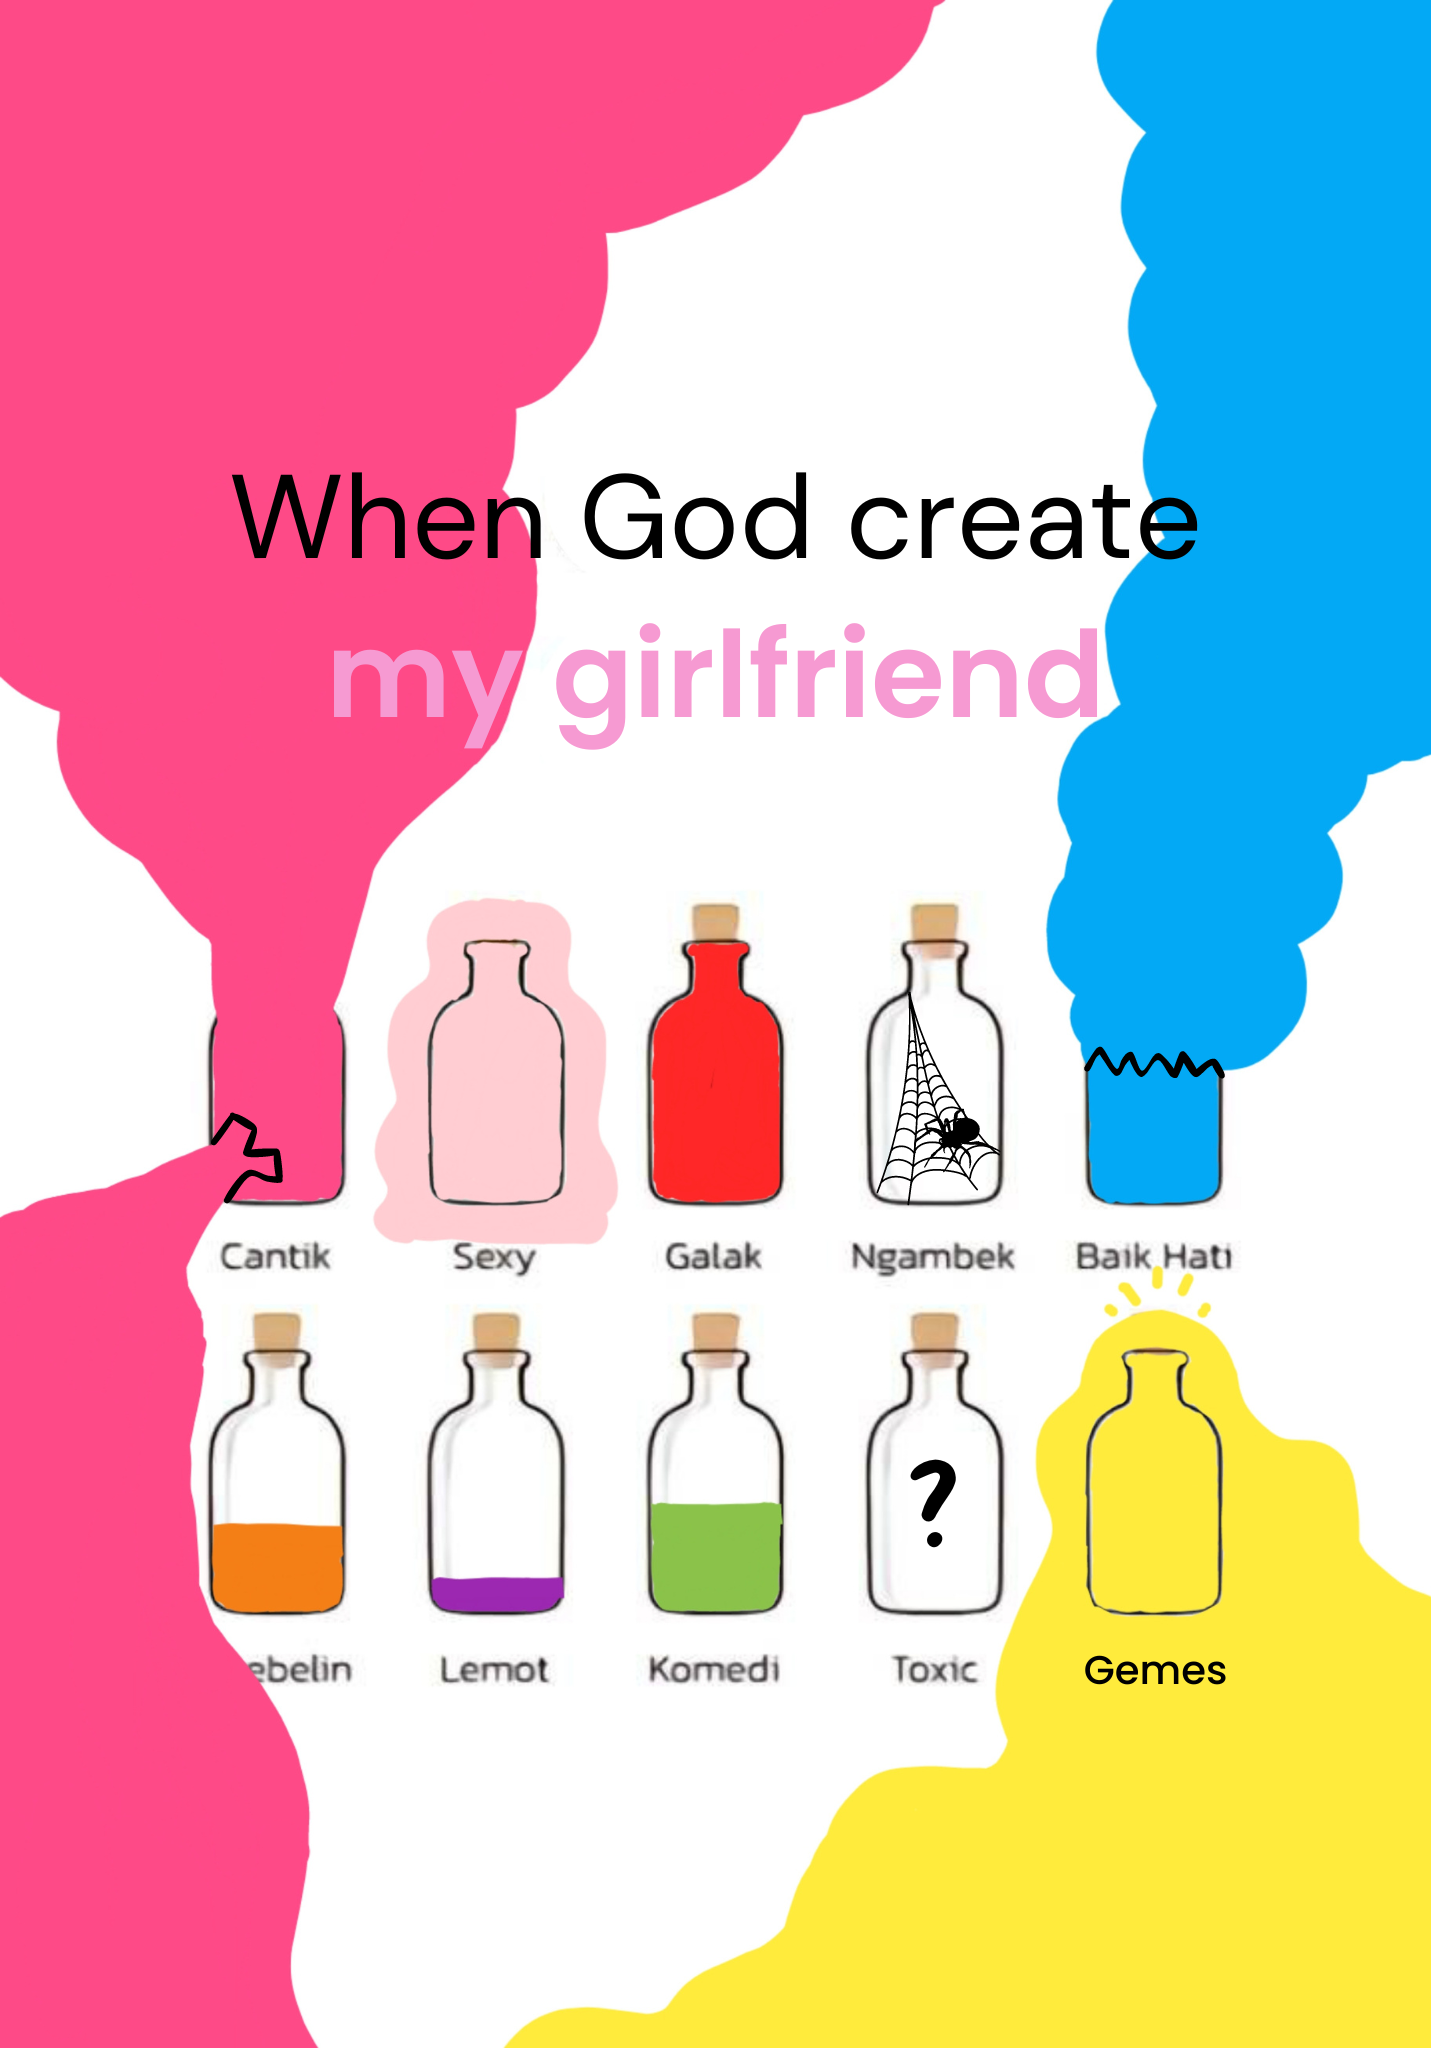 When God create
my girlfriend
Cantik Sexy Galak Ngambek Baik Hati
ebelin Lemot Komedi Toxic Gemes
?